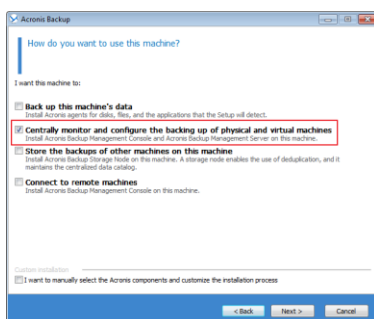 Acronis Backup
How do you want to use this machine?
I want this machine to:
Back up this machine's data
Install Acronis agents for disks, files, and the applications that the Setup will detect.
Centrally monitor and configure the backing up of physical and virtual machines
Install Acronis Backup Management Console and Acronis Backup Management Server on this machine.
Store the backups of other machines on this machine
Install Acronis Backup Storage Node on this machine. A storage node enables the use of deduplication, and it
maintains the centralized data catalog.
Connect to remote machines
Install Acronis Backup Management Console on this machine.
Custom installation
I want to manually select the Acronis components and customize the installation process
< Back
Next >
Cancel